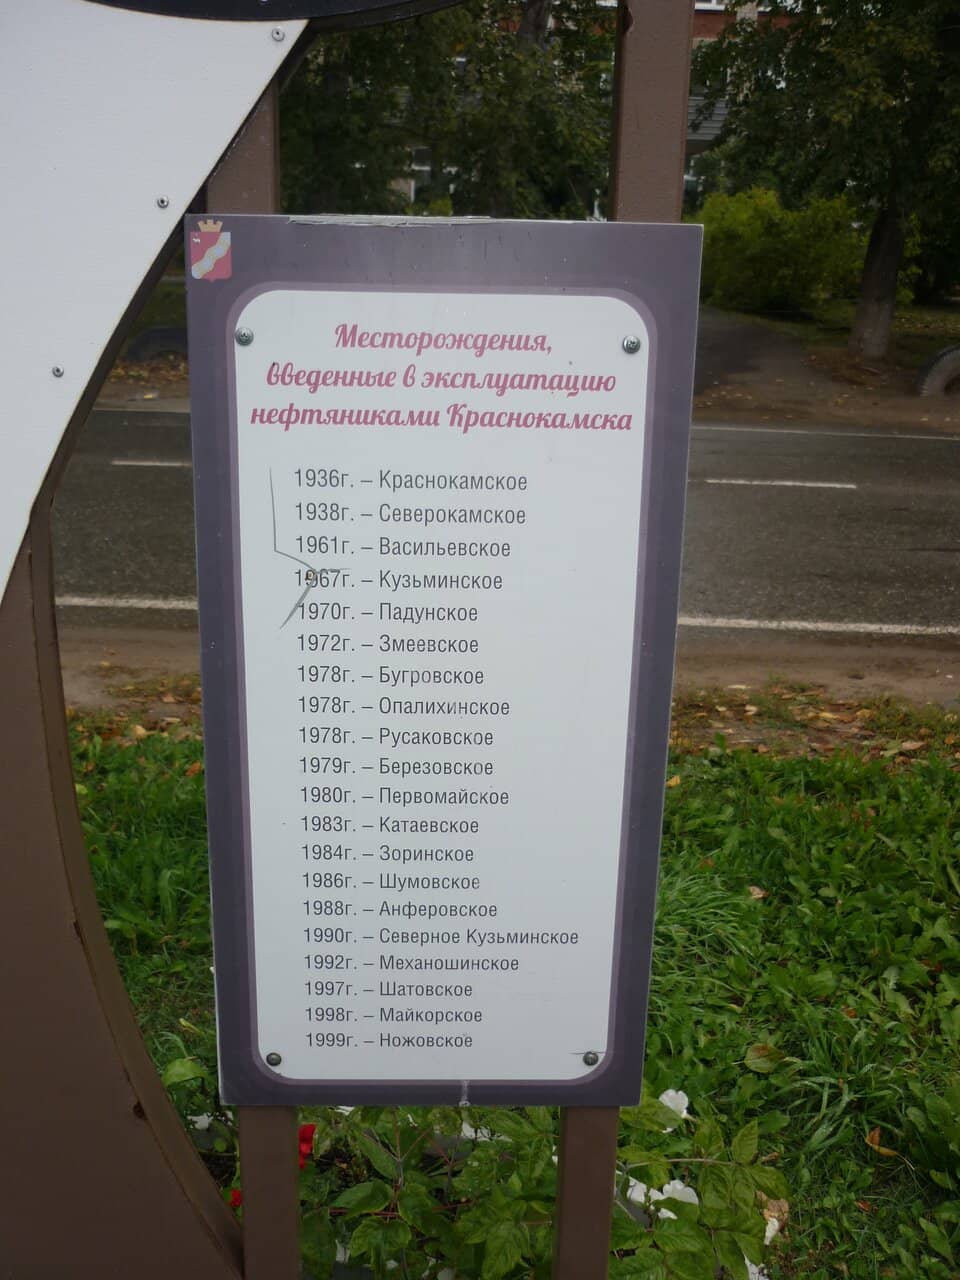 Месторождения,
введенные в эксплуатацию
нефтяниками Краснокамска
1936г. – Краснокамское
1938г. – Северокамское
1961г. – Васильевское
1967г. – Кузьминское
1970г. – Падунское
1972г. – Змеевское
1978г. – Бугровское
1978г. – Опалихинское
1978г. – Русаковское
1979г. – Березовское
1980г. – Первомайское
1983г. – Катаевское
1984г. – Зоринское
1986г. – Шумовское
1988г. – Анферовское
1990г. – Северное Кузьминское
1992г. – Механошинское
1997г. – Шатовское
1998г. – Майкорское
1999г. – Ножовское